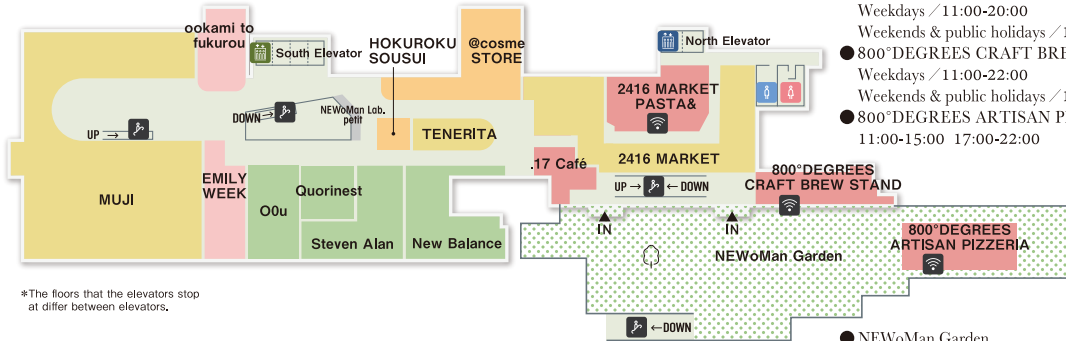 Weekdays／11:00-20:00
Weekends & public holidays／
●800°DEGREES CRAFT
Weekdays／11:00-22:00
Weekends & public holidays／
●800°DEGREES ARTISAN
11:00-15:00 17:00-22:00
ookami to
fukurou
South Elevator
HOKUROKU
SOUSUI
@cosme
STORE
North Elevator
2416 MARKET
PASTA&
UP →
DOWN →
NEWoMan Lab.
petit
TENERITA
.17 Café
2416 MARKET
MUJI
EMILY
WEEK
O0u
Quorinest
Steven Alan
New Balance
UP → ← DOWN
800°DEGREES
CRAFT BREW STAND
IN
IN
NEWoMan Garden
800°DEGREES
ARTISAN PIZZERIA
← DOWN
*The floors that the elevators stop
at differ between elevators.
●NEWoMan Garden